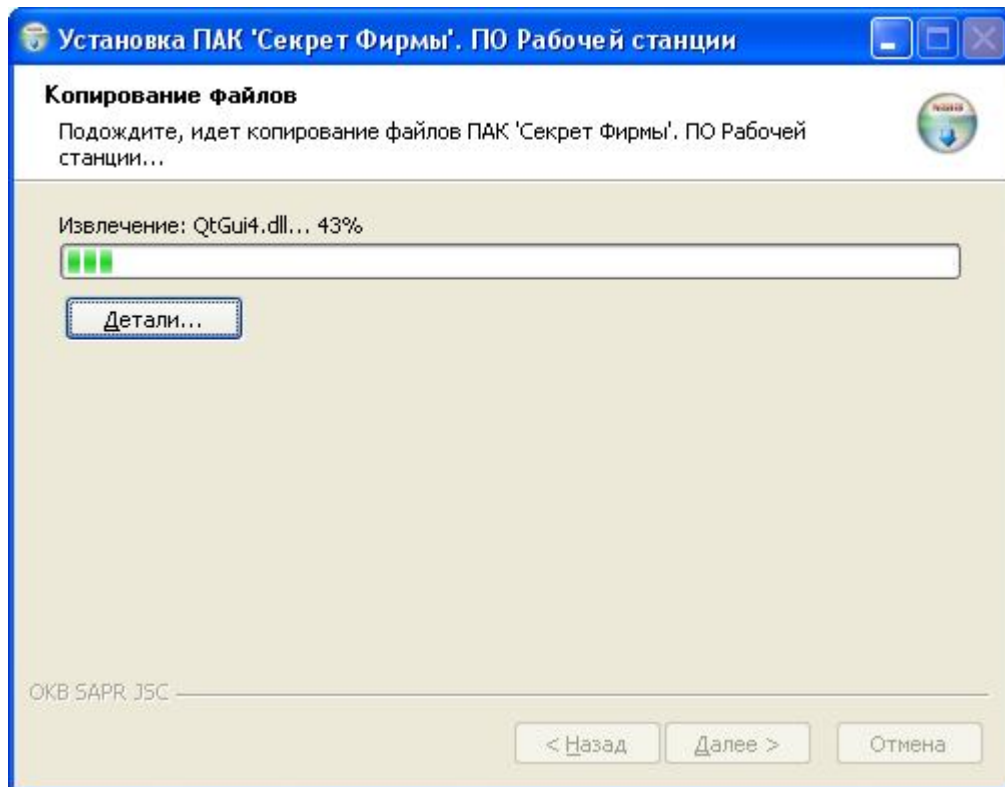 Установка ПАК 'Секрет Фирмы'. ПО Рабочей станции
Копирование файлов
Подождите, идет копирование файлов ПАК 'Секрет Фирмы'. ПО Рабочей
станции...
Извлечение: QtGui4.dll... 43%
Детали...
OKB SAPR JSC
< Назад
Далее >
Отмена